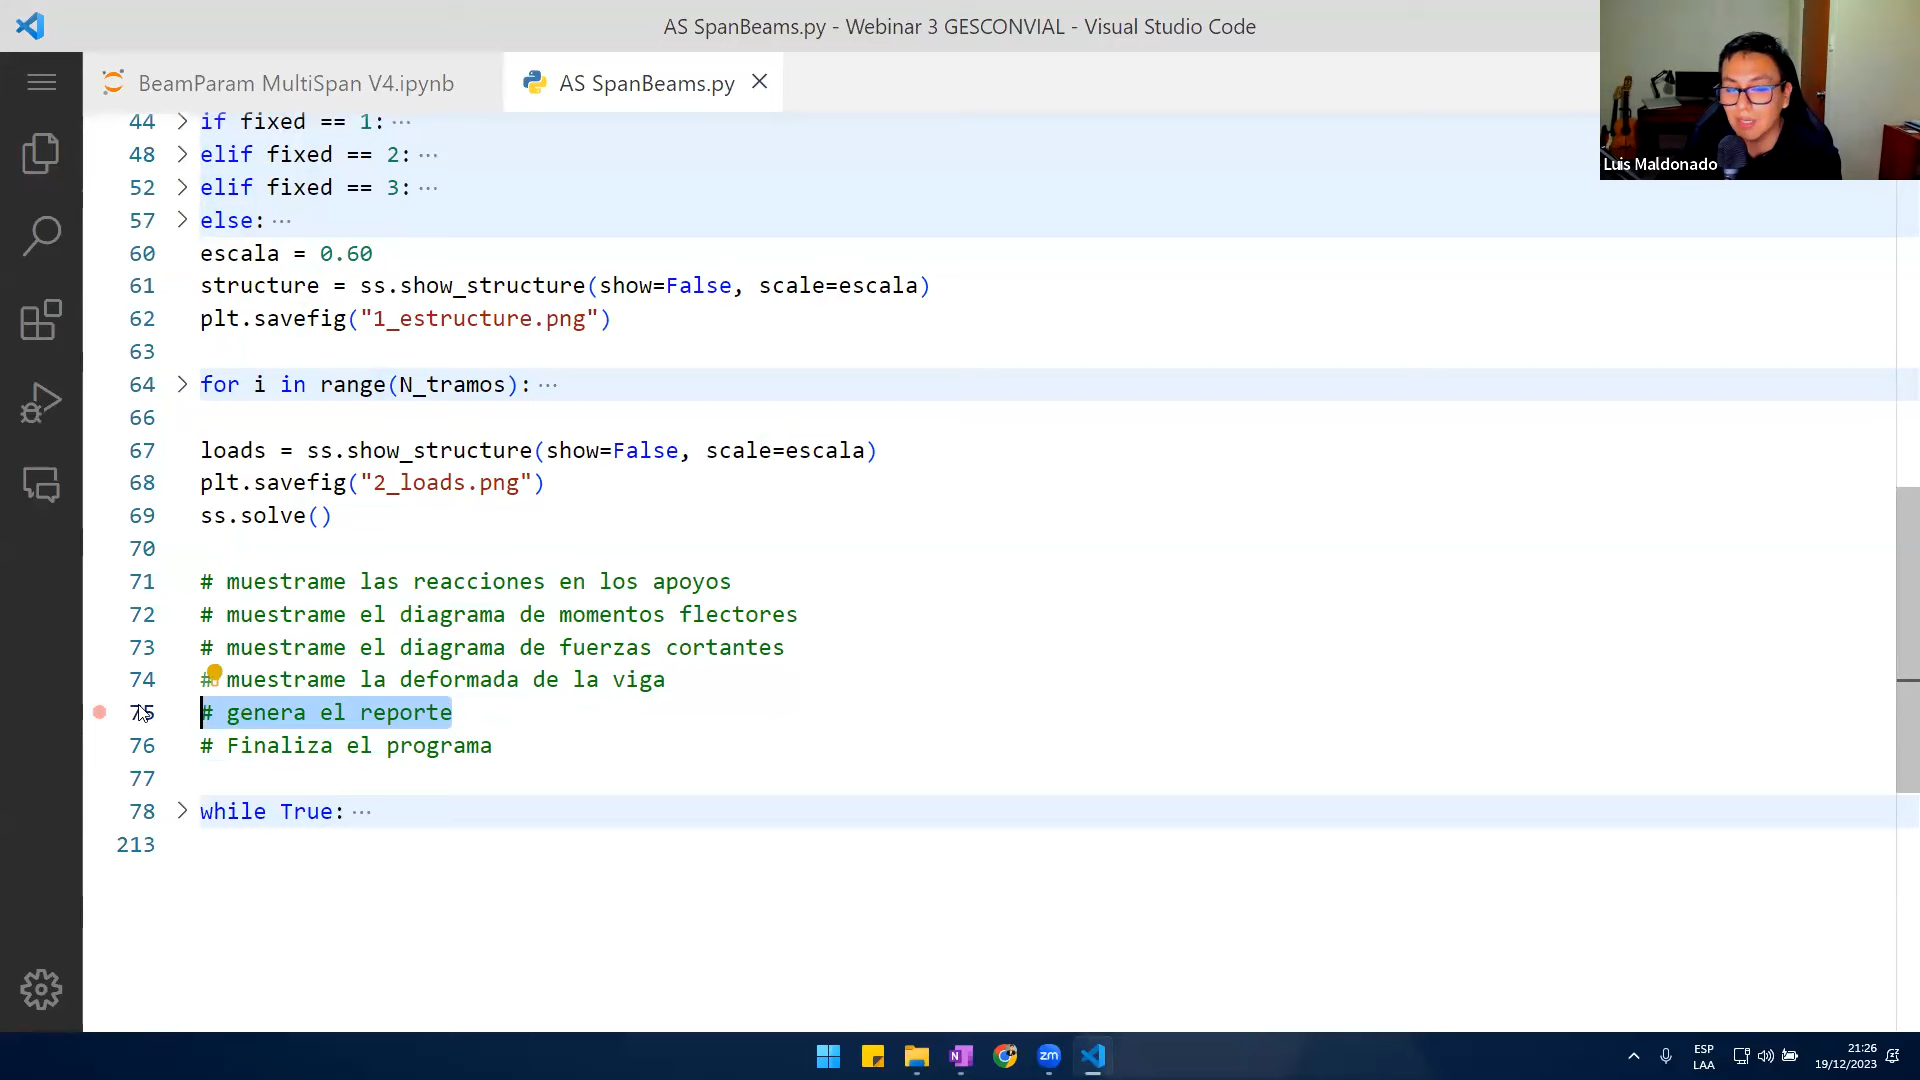 AS SpanBeams.py - Webinar 3 GESCONVIAL - Visual Studio Code
BeamParam MultiSpan V4.ipynb
AS SpanBeams.py
Luis Maldonado
44 if fixed == 1:···
48 elif fixed == 2:···
52 elif fixed == 3:···
57 else:···
60 escala = 0.60
61 structure = ss.show_structure(show=False, scale=escala)
62 plt.savefig("1_estructure.png")
63
64 for i in range(N_tramos):···
66
67 loads = ss.show_structure(show=False, scale=escala)
68 plt.savefig("2_loads.png")
69 ss.solve()
70
71 # muestrame las reacciones en los apoyos
72 # muestrame el diagrama de momentos flectores
73 # muestrame el diagrama de fuerzas cortantes
74 # muestrame la deformada de la viga
75 # genera el reporte
76 # Finaliza el programa
77
78 while True:···
213
zm
ESP
LAA
21:26
19/12/2023